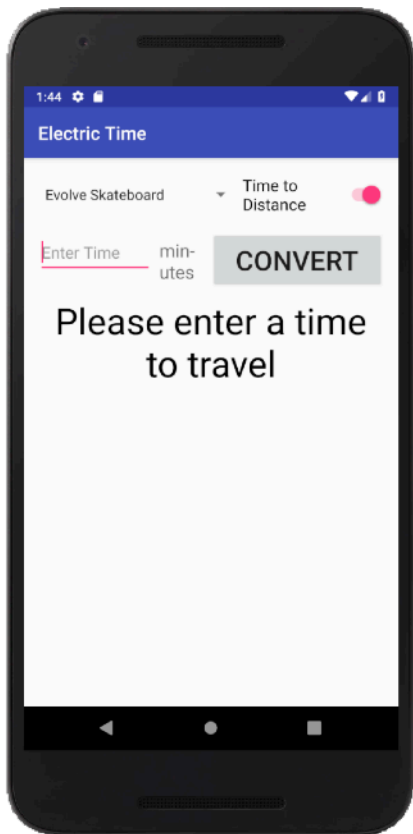 1:44
Electric Time
Evolve Skateboard
Time to
Distance
Enter Time
min-
utes
CONVERT
Please enter a time
to travel